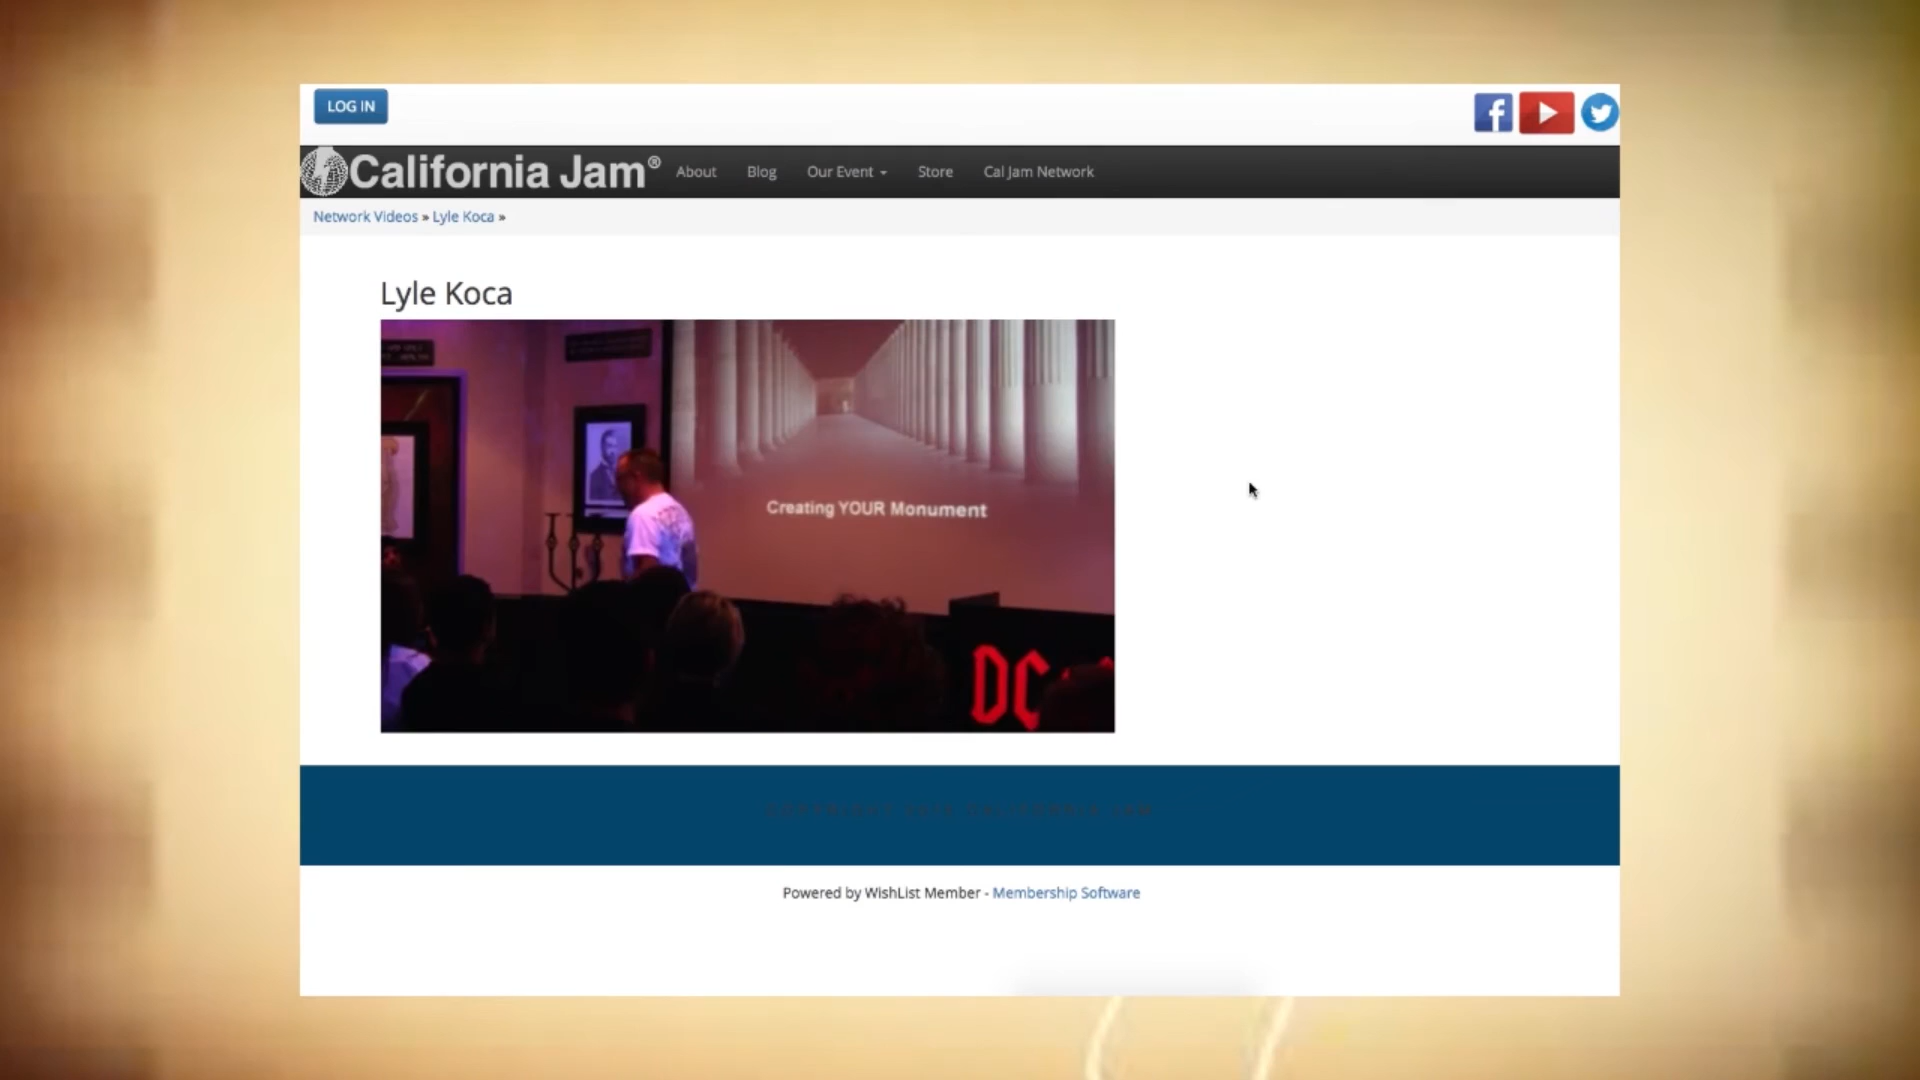 LOG IN
California Jam®
About
Blog
Our Event
Store
Cal Jam Network
Network Videos » Lyle Koca »
Lyle Koca
Creating YOUR Monument
DC
Powered by WishList Member - Membership Software